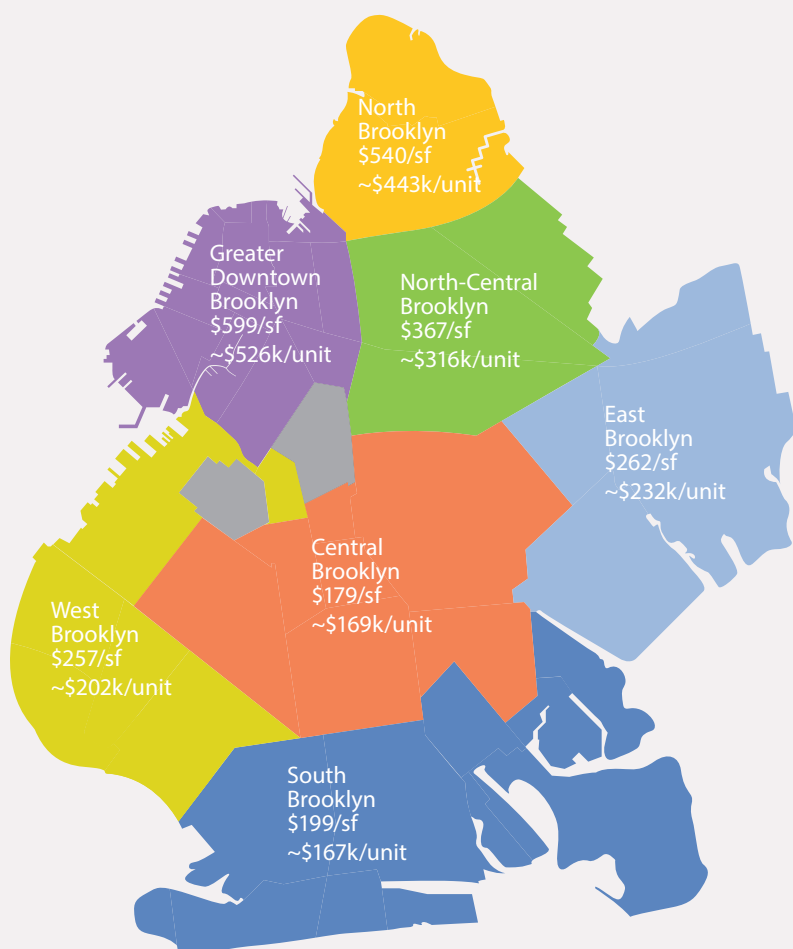 North
Brooklyn
$540/sf
~$443k/unit
Greater
Downtown
Brooklyn
$599/sf
~$526k/unit
North-Central
Brooklyn
$367/sf
~$316k/unit
East
Brooklyn
$262/sf
~$232k/unit
Central
Brooklyn
$179/sf
~$169k/unit
West
Brooklyn
$257/sf
~$202k/unit
South
Brooklyn
$199/sf
~$167k/unit